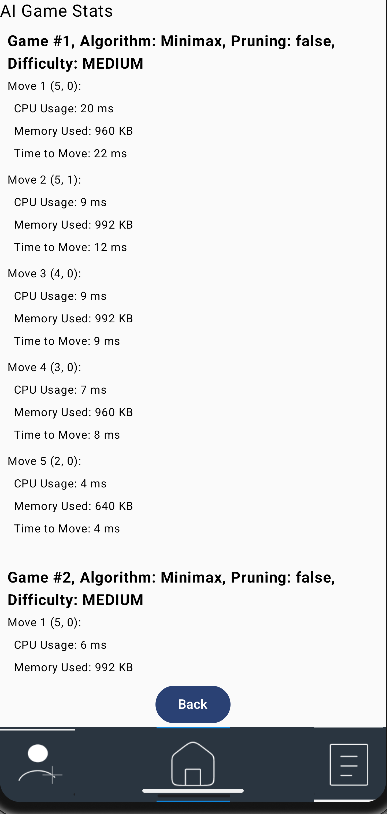 AI Game Stats
Game #1, Algorithm: Minimax, Pruning: false,
Difficulty: MEDIUM
Move 1 (5, 0):
CPU Usage: 20 ms
Memory Used: 960 KB
Time to Move: 22 ms
Move 2 (5, 1):
CPU Usage: 9 ms
Memory Used: 992 KB
Time to Move: 12 ms
Move 3 (4, 0):
CPU Usage: 9 ms
Memory Used: 992 KB
Time to Move: 9 ms
Move 4 (3, 0):
CPU Usage: 7 ms
Memory Used: 960 KB
Time to Move: 8 ms
Move 5 (2, 0):
CPU Usage: 4 ms
Memory Used: 640 KB
Time to Move: 4 ms
Game #2, Algorithm: Minimax, Pruning: false,
Difficulty: MEDIUM
Move 1 (5, 0):
CPU Usage: 6 ms
Memory Used: 992 KB
Back